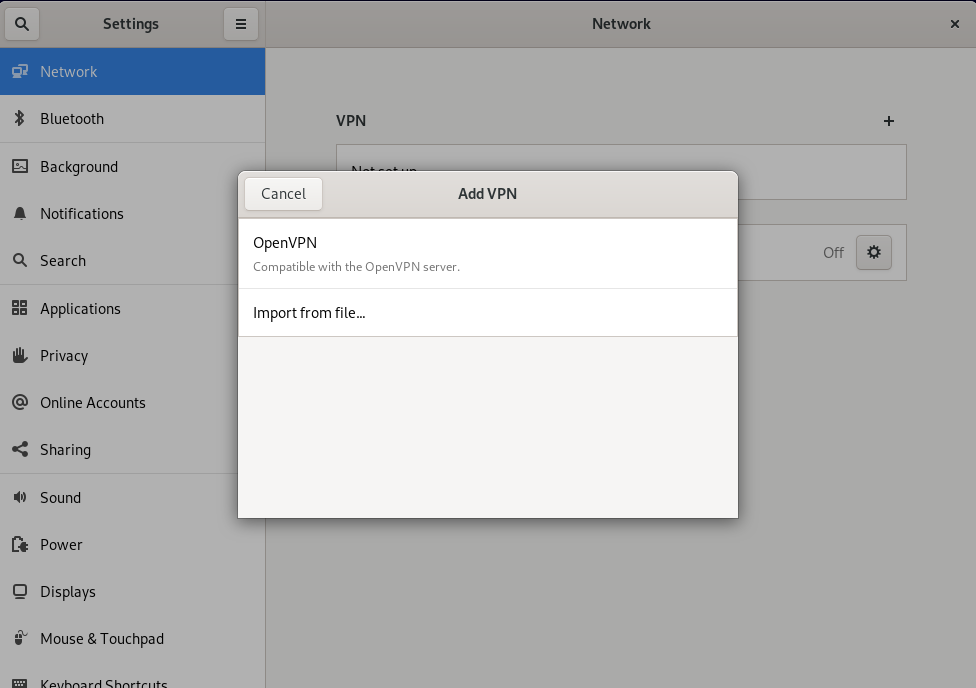 Settings
Network
Network
Bluetooth
Background
Notifications
Search
Applications
Privacy
Online Accounts
Sharing
Sound
Power
Displays
Mouse & Touchpad
Keyboard Shortcuts
VPN
Not set up
Off
Cancel
Add VPN
OpenVPN
Compatible with the OpenVPN server.
Import from file...